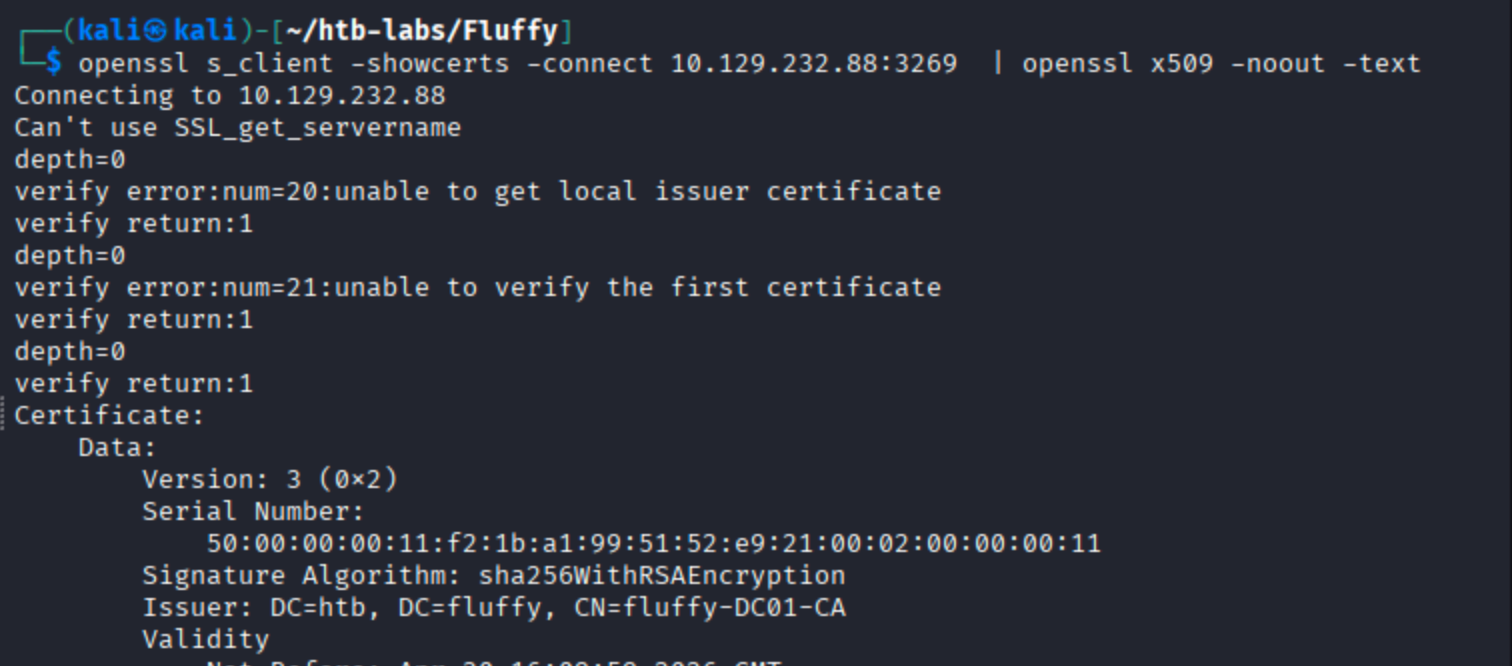 (kali㉿kali)-[~/htb-labs/Fluffy]
$ openssl s_client -showcerts -connect 10.129.232.88:3269  | openssl x509 -noout -text
Connecting to 10.129.232.88
Can't use SSL_get_servername
depth=0
verify error:num=20:unable to get local issuer certificate
verify return:1
depth=0
verify error:num=21:unable to verify the first certificate
verify return:1
depth=0
verify return:1
Certificate:
    Data:
        Version: 3 (0×2)
        Serial Number:
            50:00:00:00:11:f2:1b:a1:99:51:52:e9:21:00:02:00:00:00:11
        Signature Algorithm: sha256WithRSAEncryption
        Issuer: DC=htb, DC=fluffy, CN=fluffy-DC01-CA
        Validity